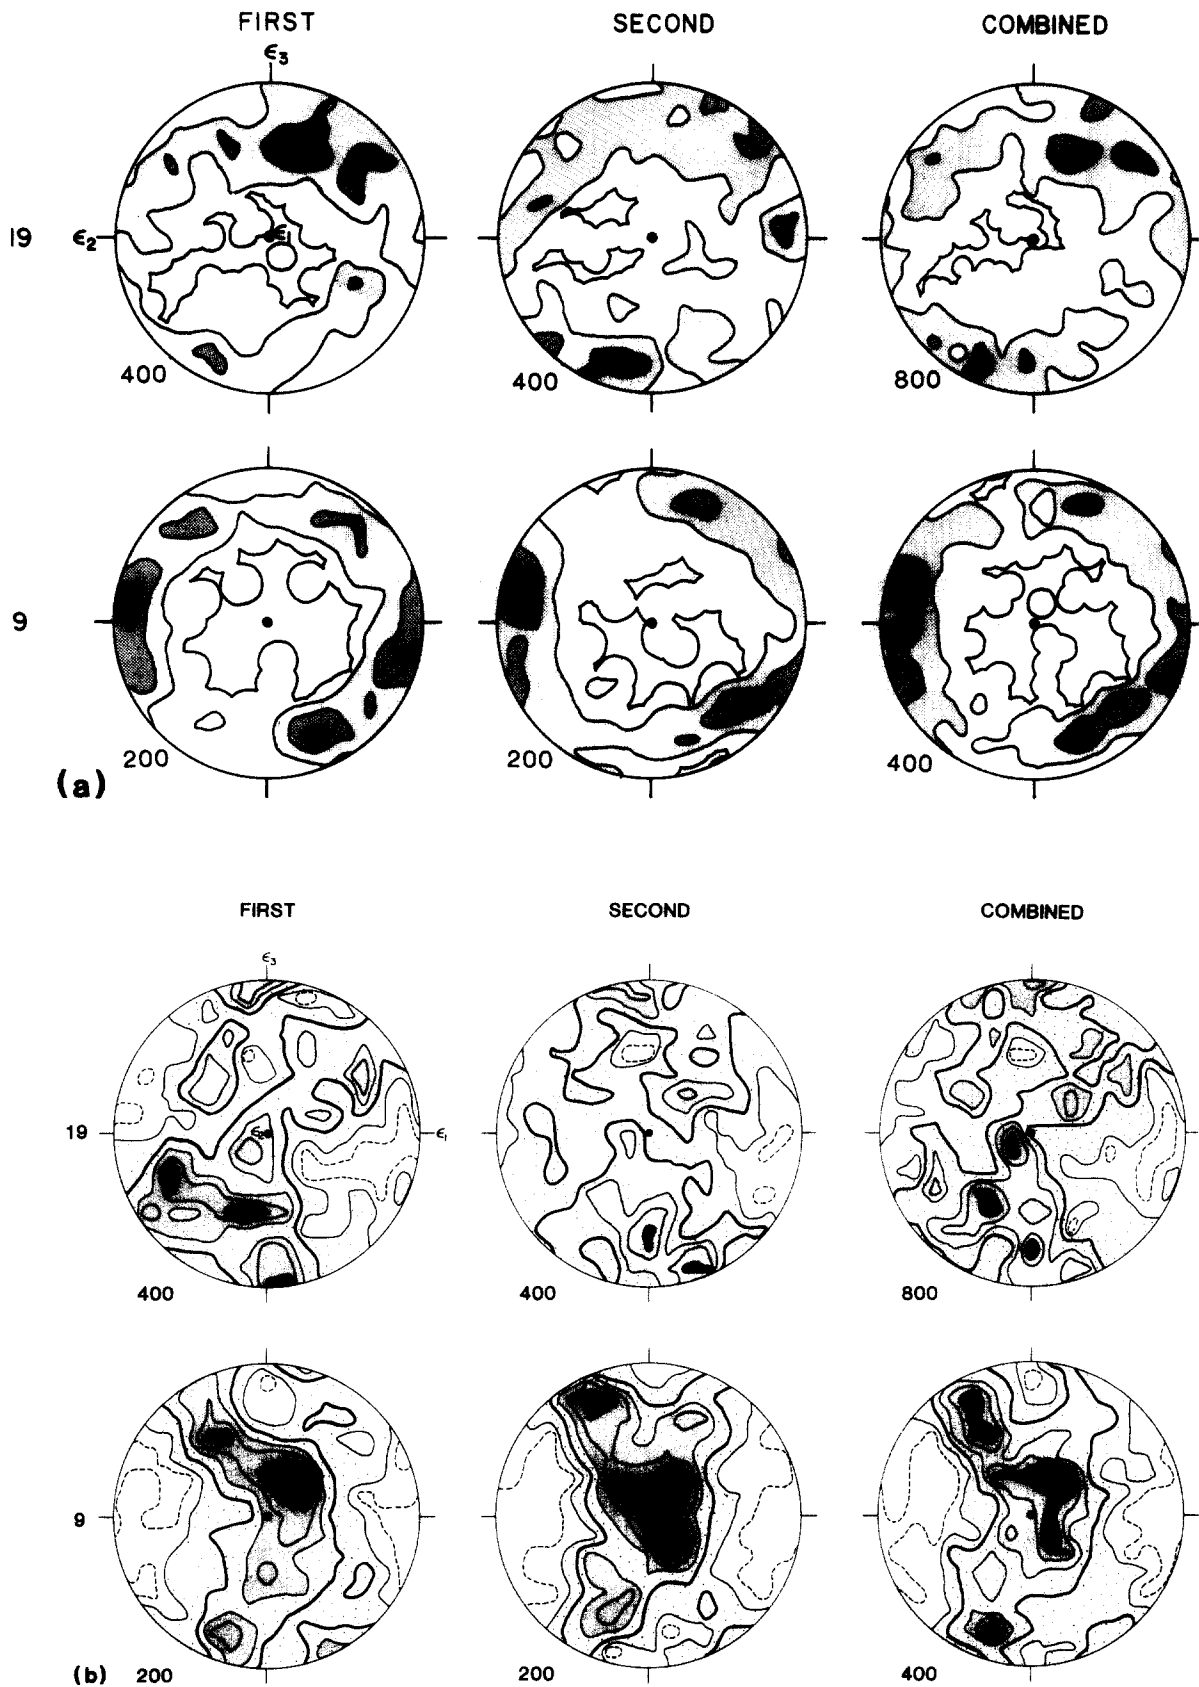 FIRST SECOND COMBINED
ϵ₃
19 ϵ₂ ϵ₁
400 400 800
9
200 200 400
(a)
FIRST SECOND COMBINED
ϵ₃
19 ϵ₂ ϵ₁
400 400 800
9
(b) 200 200 400